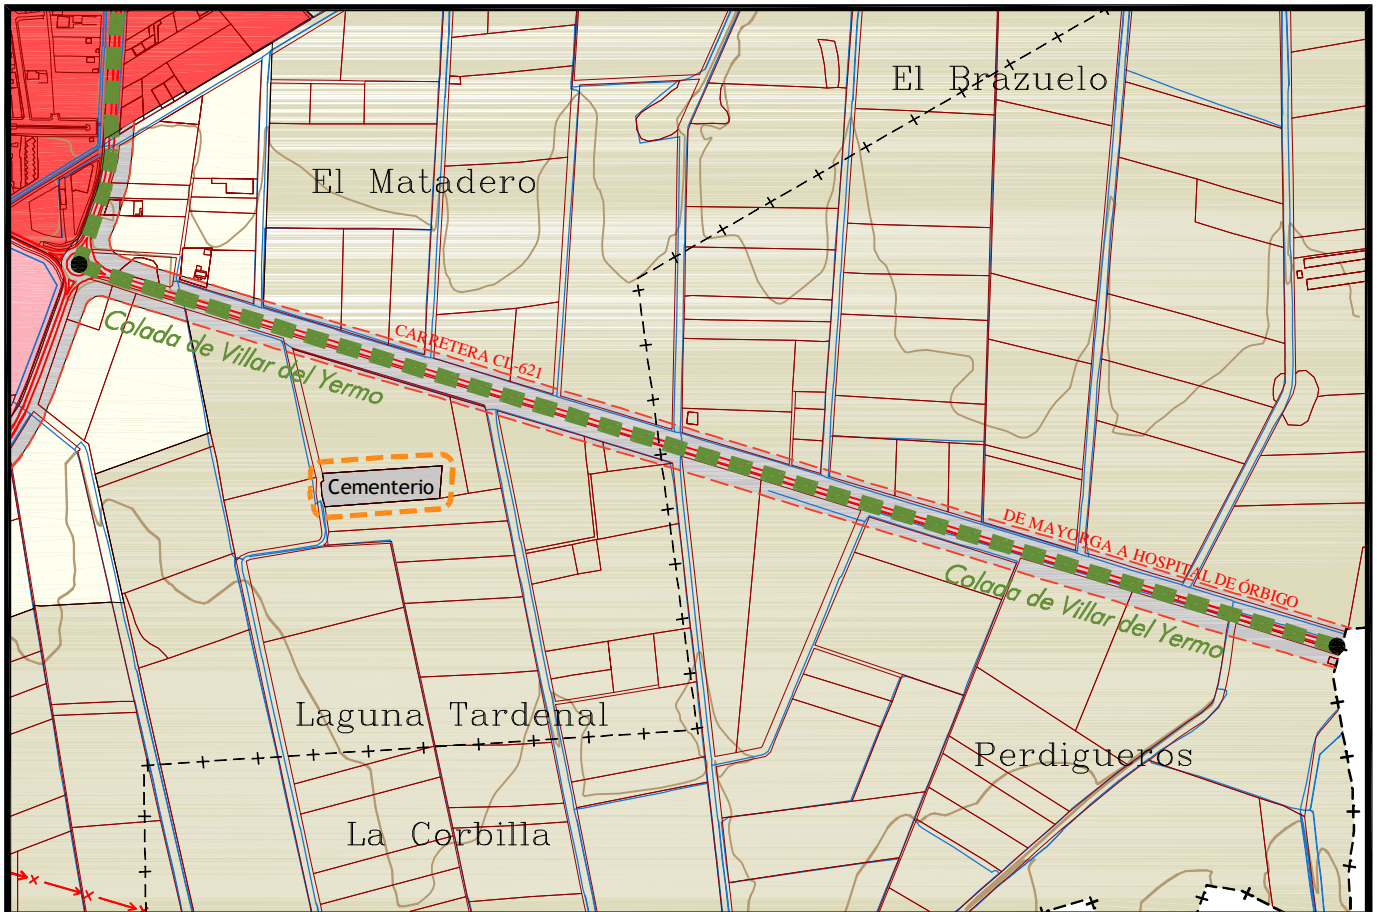 El Brazuelo
El Matadero
Colada de Villar del Yermo
CARRETERA CL-621
Cementerio
DE MAYORGA A HOSPITAL DE ÓRBIGO
Colada de Villar del Yermo
Laguna Tardenal
Perdigueros
La Corbilla